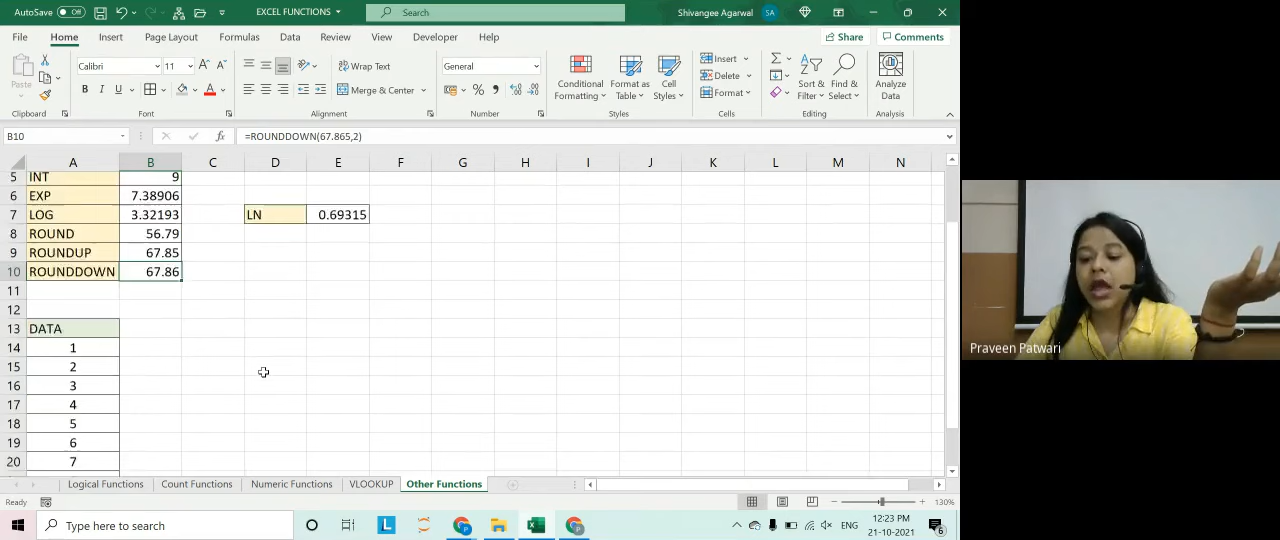 AutoSave Off EXCEL FUNCTIONS Search Shivangee Agarwal SA
File Home Insert Page Layout Formulas Data Review View Developer Help Share Comments
Calibri 11 Wrap Text General Insert
Paste B I U Merge & Center Conditional Formatting Format as Table Cell Styles Delete Format Sort & Filter Find & Select Analyze Data
Clipboard Font Alignment Number Styles Cells Editing Analysis
B10 fx =ROUNDDOWN(67.865,2)
A B C D E F G H I J K L M N
5 INT 9
6 EXP 7.38906
7 LOG 3.32193 LN 0.69315
8 ROUND 56.79
9 ROUNDUP 67.85
10 ROUNDDOWN 67.86
11
12
13 DATA
14 1
15 2
16 3
17 4
18 5
19 6
20 7
Logical Functions Count Functions Numeric Functions VLOOKUP Other Functions
Ready 130%
Type here to search L ENG 12:23 PM
21-10-2021 6
Praveen Patwari